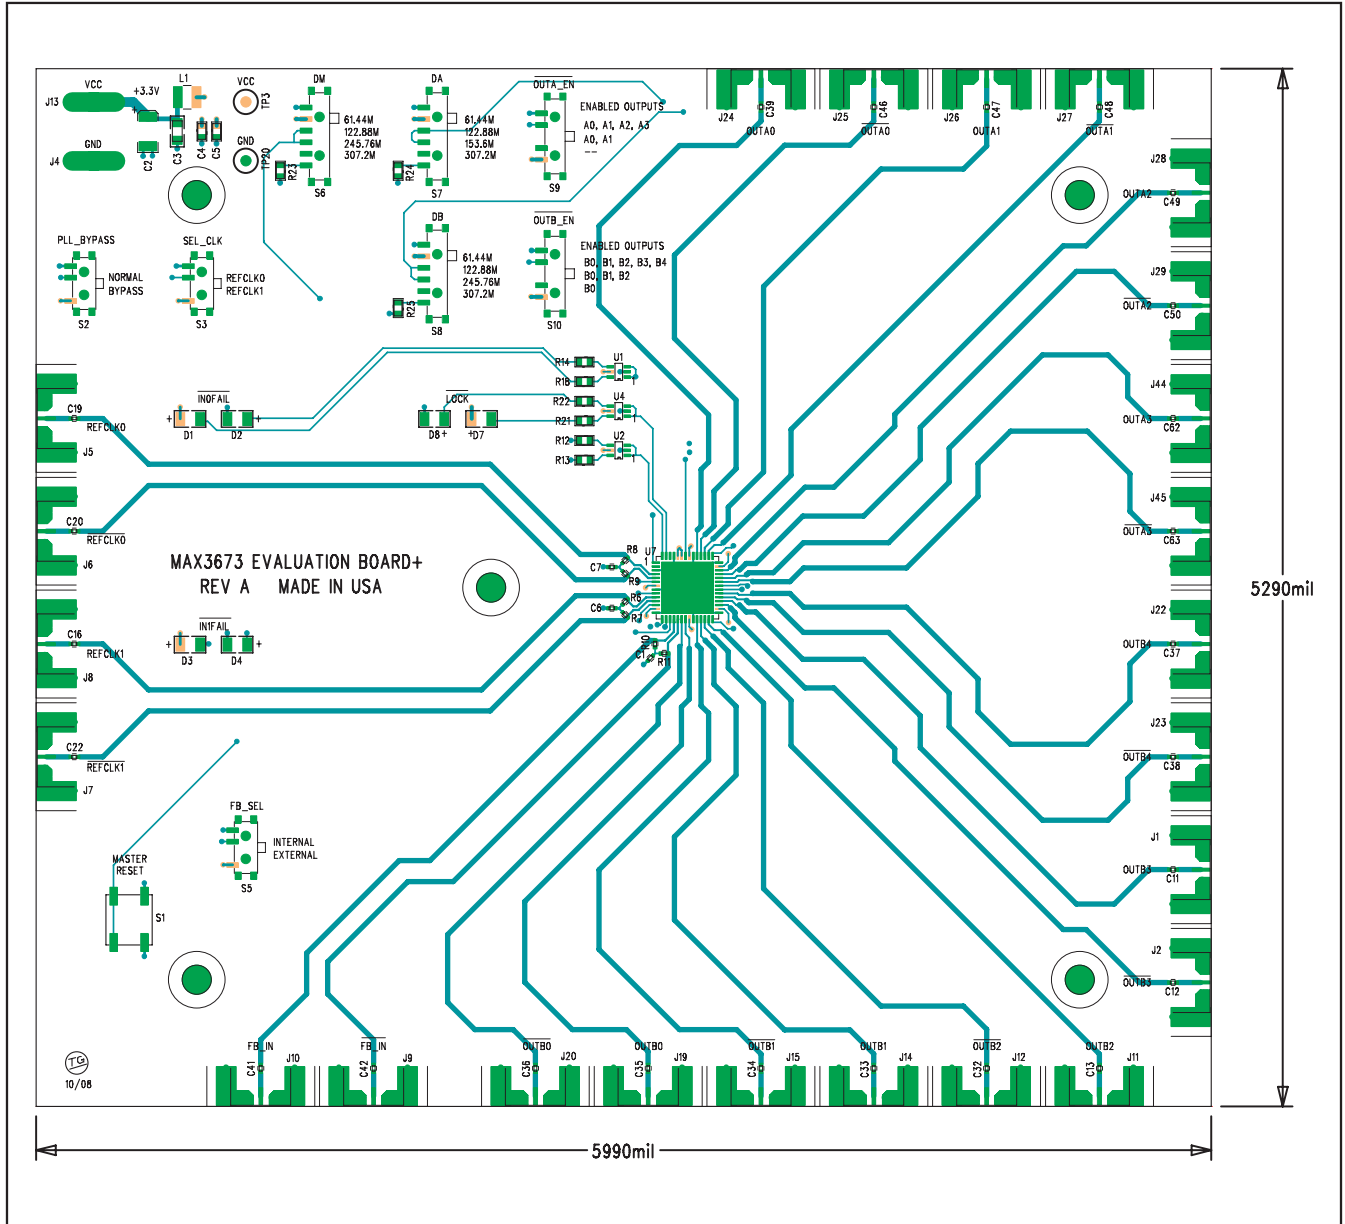 VCC
J13
+3.3V
+
L1
VCC
TP3
GND
J4
C2
C3
C4
C5
GND
TP20
DM
61.44M
122.88M
245.76M
307.2M
R23
S6
DA
61.44M
122.88M
153.6M
307.2M
R24
S7
OUTA_EN
ENABLED OUTPUTS
A0, A1, A2, A3
A0, A1
--
S9
J24
C39
OUTA0
J25
C46
OUTA0
J26
C47
OUTA1
J27
C48
OUTA1
J28
OUTA2
C49
PLL_BYPASS
NORMAL
BYPASS
S2
SEL_CLK
REFCLK0
REFCLK1
S3
DB
61.44M
122.88M
245.76M
307.2M
R25
S8
OUTB_EN
ENABLED OUTPUTS
B0, B1, B2, B3, B4
B0, B1, B2
B0
S10
J29
OUTA2
C50
R14
U1
R18
1
J44
OUTA3
C62
C19
REFCLK0
J5
IN0FAIL
+
D1
D2
+
LOCK
D8+
+D7
R22
U4
R21
1
R12
U2
R13
1
J45
OUTA3
C63
C20
REFCLK0
J6
MAX3673 EVALUATION BOARD+
REV A MADE IN USA
U7
1
R8
C7
R9
R6
C6
R7
R10
C1
R11
J22
OUTB4
C37
C16
REFCLK1
J8
IN1FAIL
+
D3
D4
+
J23
OUTB4
C38
C22
REFCLK1
J7
FB_SEL
INTERNAL
EXTERNAL
S5
MASTER
RESET
S1
J1
OUTB3
C11
J2
OUTB3
C12
TG
10/08
FB_IN
C41
J10
FB_IN
C42
J9
OUTB0
C36
J20
OUTB0
C35
J19
OUTB1
C34
J15
OUTB1
C33
J14
OUTB2
C32
J12
OUTB2
C13
J11
5290mil
5990mil